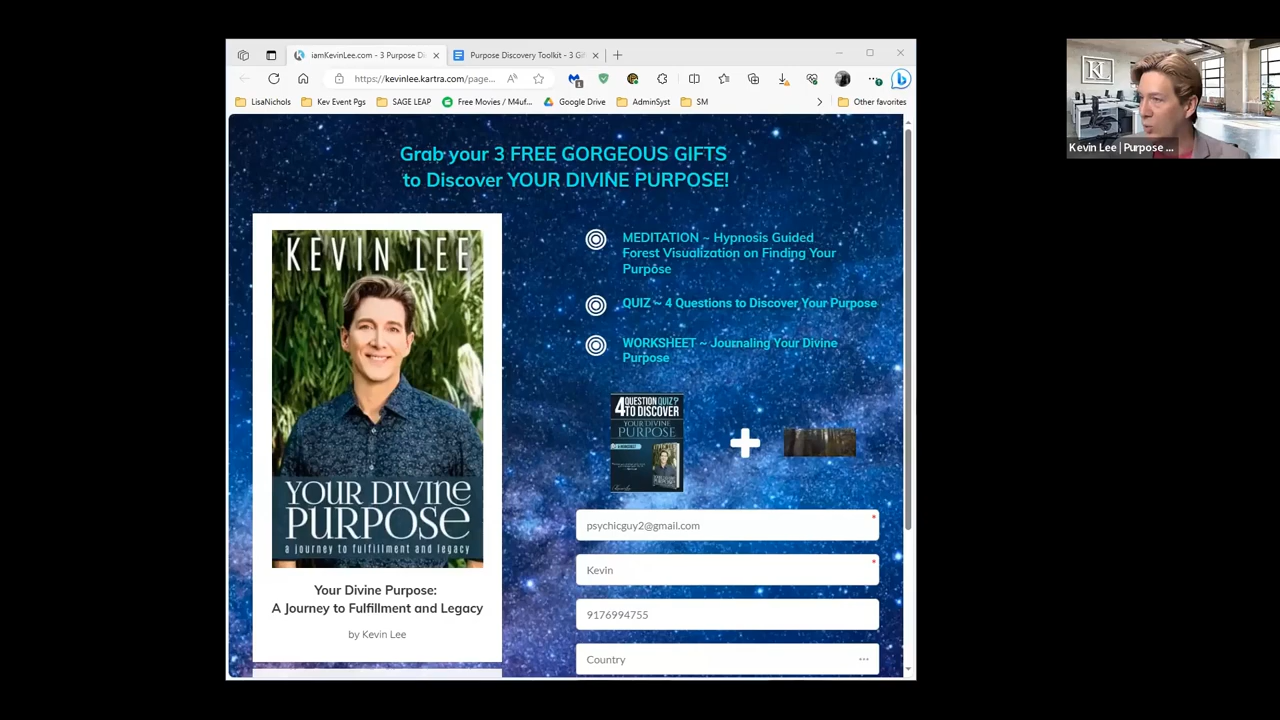 iamKevinLee.com - 3 Purpose Di
Purpose Discovery Toolkit - 3 Gi
https://kevinlee.kartra.com/page...
LisaNichols
Kev Event Pgs
SAGE LEAP
Free Movies / M4uf...
Google Drive
AdminSyst
SM
Other favorites
KL
Kevin Lee | Purpose ...
Grab your 3 FREE GORGEOUS GIFTS
to Discover YOUR DIVINE PURPOSE!
KEVIN LEE
YOUR DIVINE
PURPOSE
a journey to fulfillment and legacy
Your Divine Purpose:
A Journey to Fulfillment and Legacy
by Kevin Lee
MEDITATION ~ Hypnosis Guided
Forest Visualization on Finding Your
Purpose
QUIZ ~ 4 Questions to Discover Your Purpose
WORKSHEET ~ Journaling Your Divine
Purpose
4 QUESTION QUIZ?
TO DISCOVER
YOUR DIVINE
PURPOSE
psychicguy2@gmail.com
*
Kevin
*
9176994755
Country